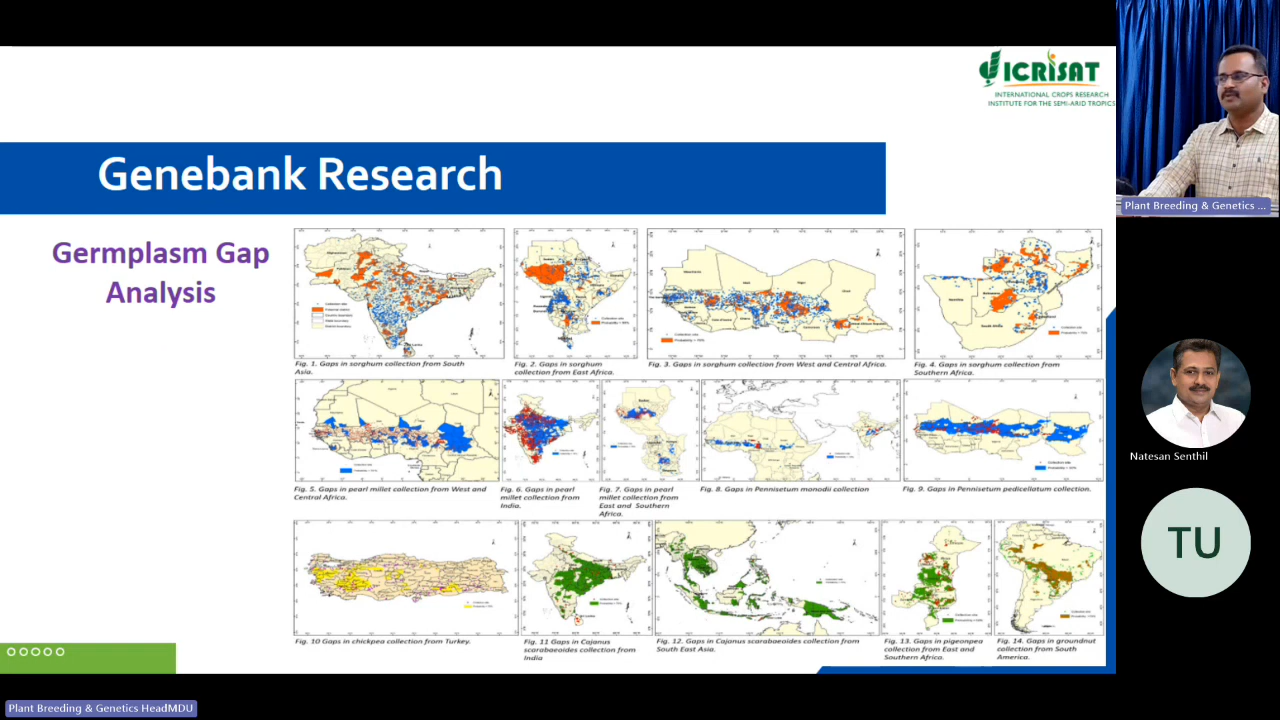 ICRISAT
INTERNATIONAL CROPS RESEARCH
INSTITUTE FOR THE SEMI-ARID TROPICS
Genebank Research
Germplasm Gap
Analysis
Fig. 1. Gaps in sorghum collection from South
Asia.
Fig. 2. Gaps in sorghum
collection from East Africa.
Fig. 3. Gaps in sorghum collection from West and Central Africa.
Fig. 4. Gaps in sorghum collection from
Southern Africa.
Fig. 5. Gaps in pearl millet collection from West and
Central Africa.
Fig. 6. Gaps in pearl
millet collection from
India.
Fig. 7. Gaps in pearl
millet collection from
East and Southern
Africa.
Fig. 8. Gaps in Pennisetum monodii collection
Fig. 9. Gaps in Pennisetum pedicellatum collection.
Fig. 10 Gaps in chickpea collection from Turkey.
Fig. 11 Gaps in Cajanus
scarabaeoides collection from
India
Fig. 12. Gaps in Cajanus scarabaeoides collection from
South East Asia.
Fig. 13. Gaps in pigeonpea
collection from East and
Southern Africa.
Fig. 14. Gaps in groundnut
collection from South
America.
Plant Breeding & Genetics ...
Natesan Senthil
TU
Plant Breeding & Genetics HeadMDU